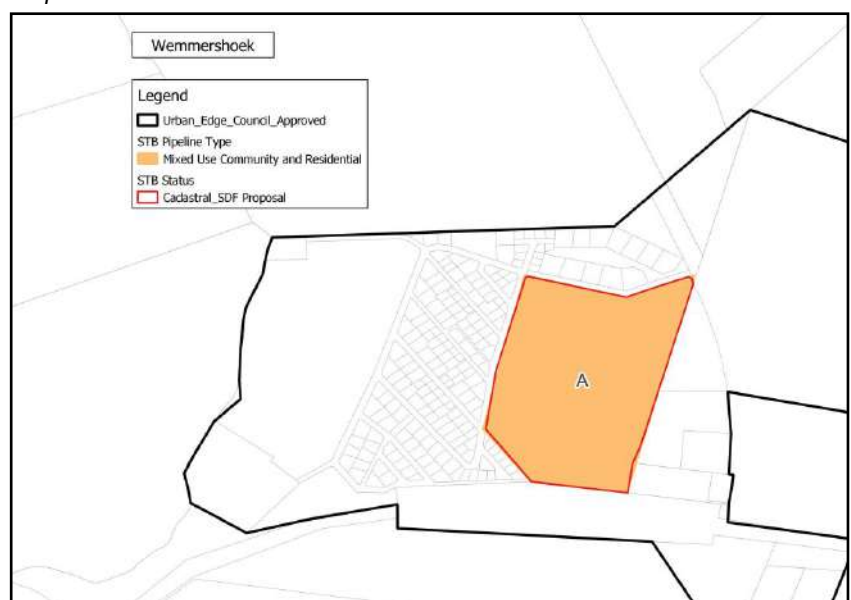 Wemmershoek
Legend
Urban_Edge_Council_Approved
STB Pipeline Type
Mixed Use Community and Residential
STB Status
Cadastral_SDF Proposal
A